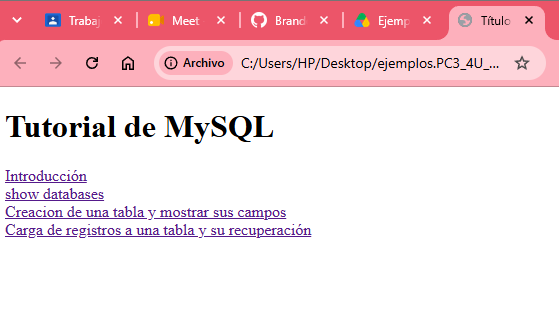 Trabaj
Meet
Brand
Ejemp
Título
Archivo
C:/Users/HP/Desktop/ejemplos.PC3_4U_...
Tutorial de MySQL
Introducción
show databases
Creacion de una tabla y mostrar sus campos
Carga de registros a una tabla y su recuperación